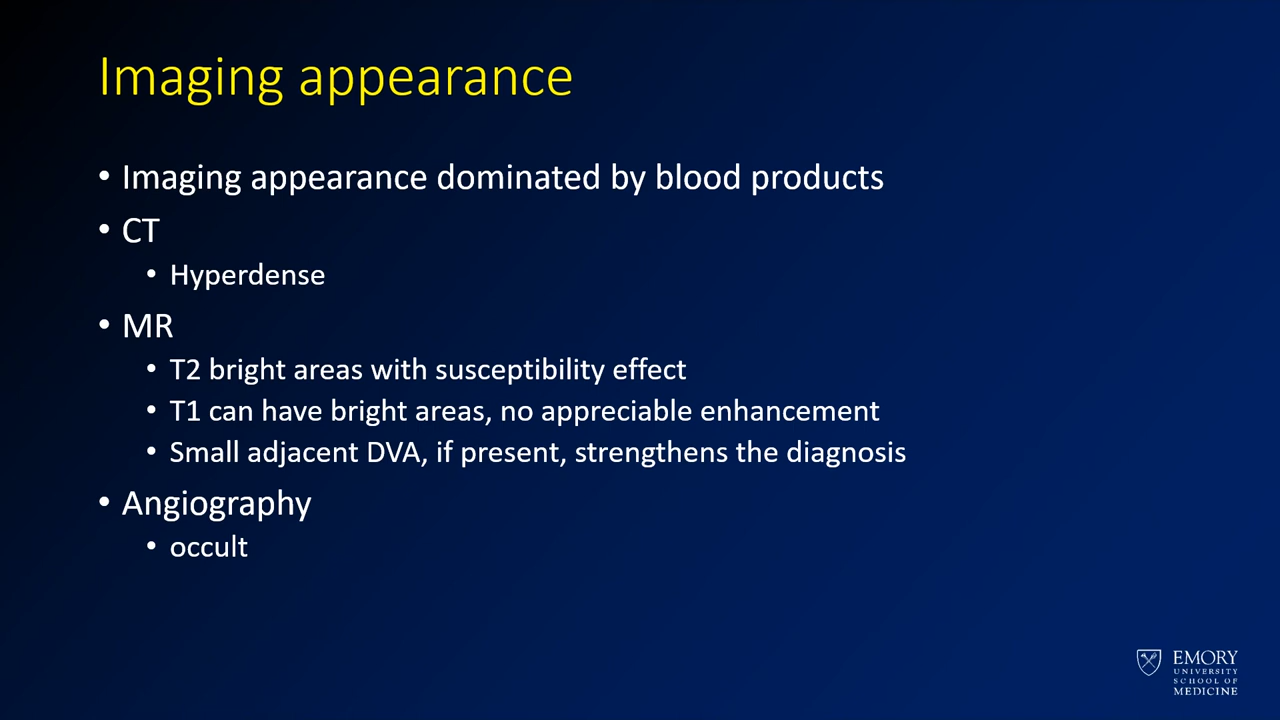 Imaging appearance
• Imaging appearance dominated by blood products
• CT
• Hyperdense
• MR
• T2 bright areas with susceptibility effect
• T1 can have bright areas, no appreciable enhancement
• Small adjacent DVA, if present, strengthens the diagnosis
• Angiography
• occult
EMORY
UNIVERSITY
SCHOOL OF
MEDICINE